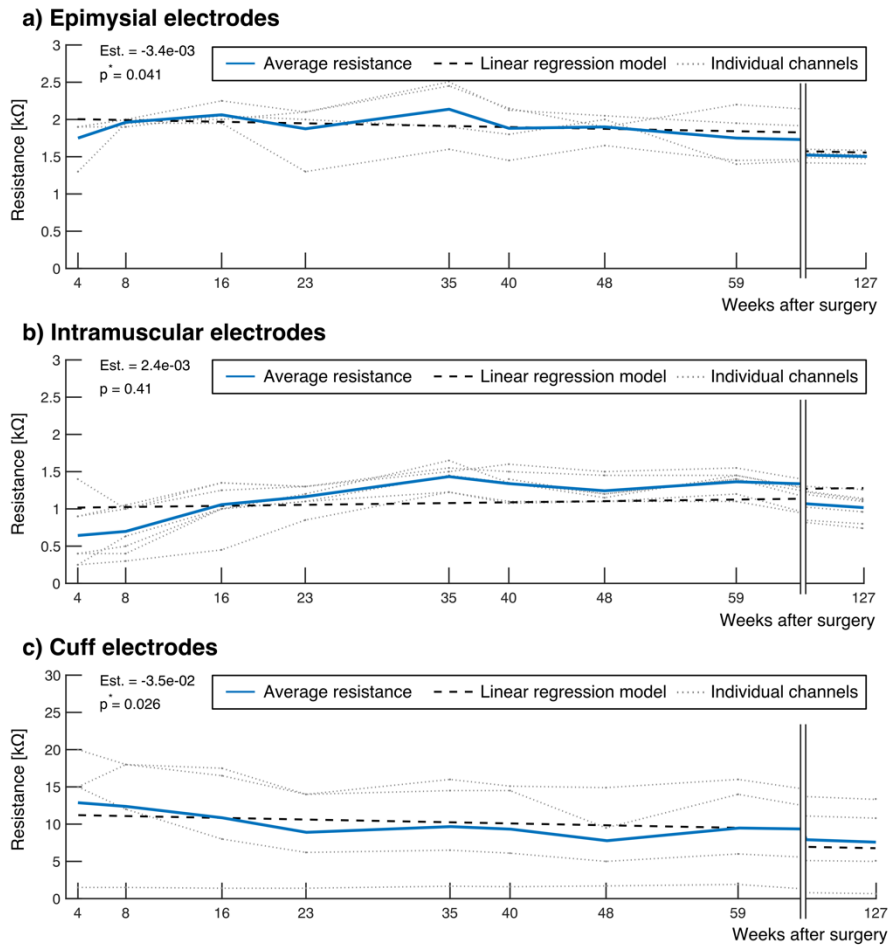 a) Epimysial electrodes
Est. = -3.4e-03
p* = 0.041
Average resistance
Linear regression model
Individual channels
Resistance [kΩ]
3
2.5
2
1.5
1
0.5
0
4 8 16 23 35 40 48 59 127
Weeks after surgery
b) Intramuscular electrodes
Est. = 2.4e-03
p = 0.41
Average resistance
Linear regression model
Individual channels
Resistance [kΩ]
3
2.5
2
1.5
1
0.5
0
4 8 16 23 35 40 48 59 127
Weeks after surgery
c) Cuff electrodes
Est. = -3.5e-02
p* = 0.026
Average resistance
Linear regression model
Individual channels
Resistance [kΩ]
30
25
20
15
10
5
0
4 8 16 23 35 40 48 59 127
Weeks after surgery